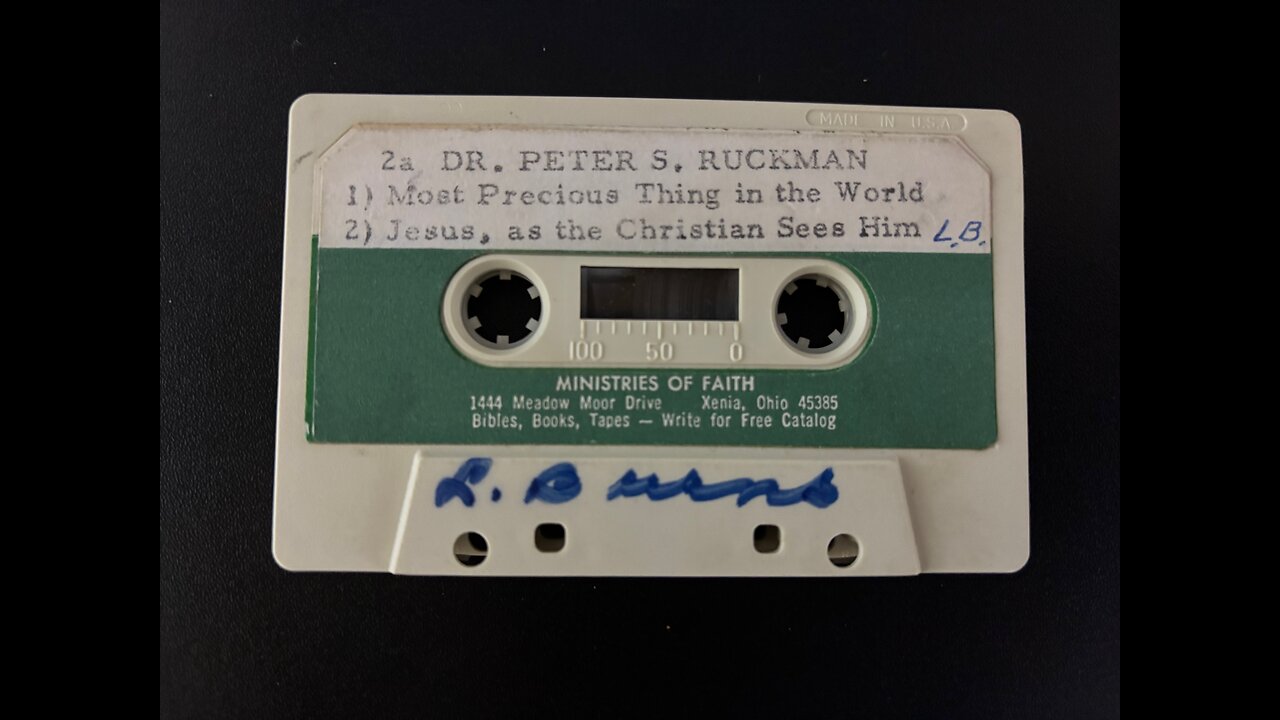 MADE IN U.S.A
2a DR. PETER S. RUCKMAN
1) Most Precious Thing in the World
2) Jesus, as the Christian Sees Him L.B.
100 50 0
MINISTRIES OF FAITH
1444 Meadow Moor Drive Xenia, Ohio 45385
Bibles, Books, Tapes — Write for Free Catalog
L. Burns